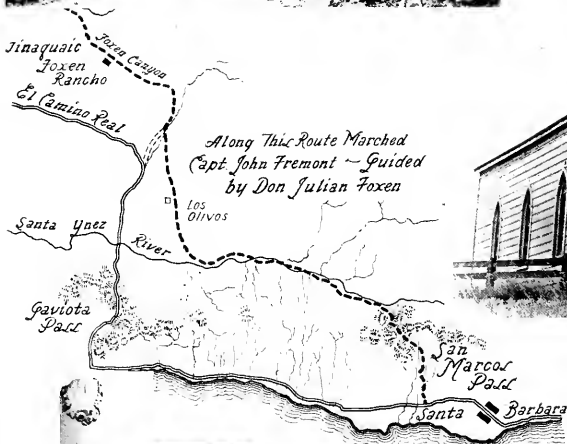 Foxen Canyon
Tinaquaic
Foxen
Rancho
El Camino Real
Along This Route Marched
Capt. John Fremont ~ Guided
by Don Julian Foxen
Los
Olivos
Santa Ynez River
Gaviota
Pass
San
Marcos
Pass
Santa Barbara